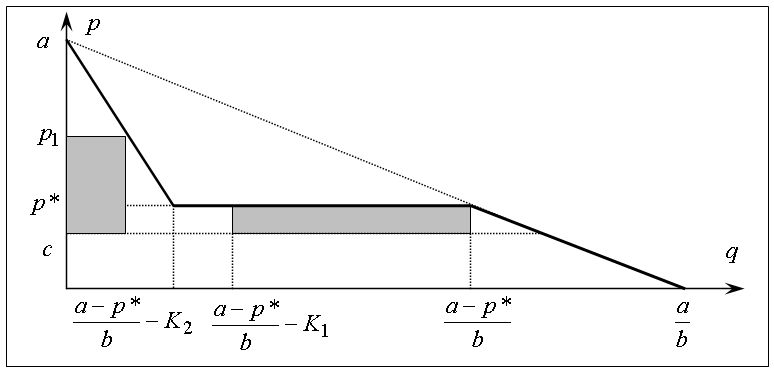 p
a
p₁
p*
c
q
(a − p*)/b − K₂
(a − p*)/b − K₁
(a − p*)/b
a/b